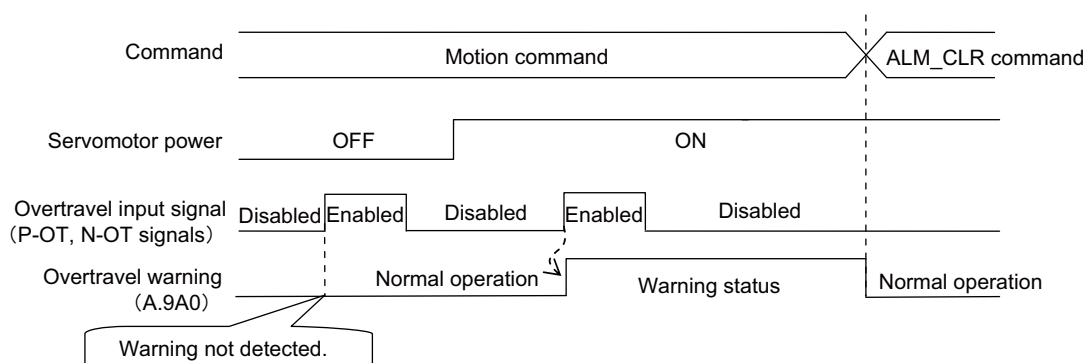 Command
Motion command
ALM_CLR command
Servomotor power
OFF
ON
Overtravel input signal
（P-OT, N-OT signals）
Disabled
Enabled
Disabled
Enabled
Disabled
Overtravel warning
（A.9A0）
Normal operation
Warning status
Normal operation
Warning not detected.